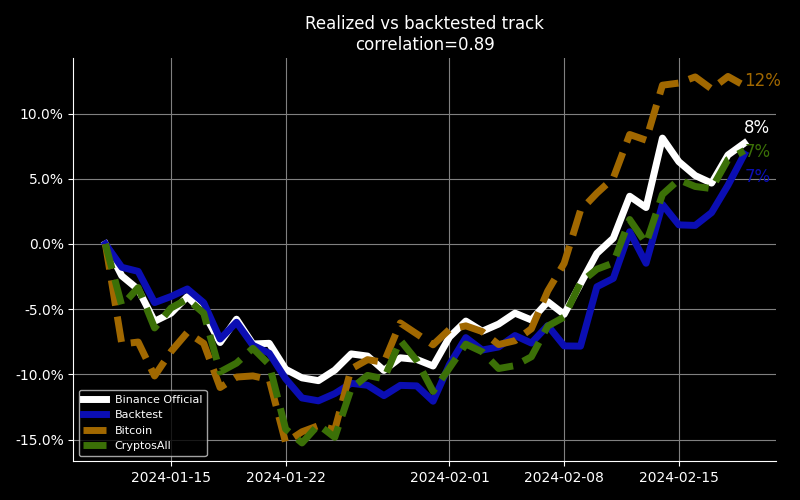 Realized vs backtested track
correlation=0.89
12%
10.0%
8%
7%
5.0%
7%
0.0%
-5.0%
-10.0%
-15.0%
Binance Official
Backtest
Bitcoin
CryptosAll
2024-01-15 2024-01-22 2024-02-01 2024-02-08 2024-02-15